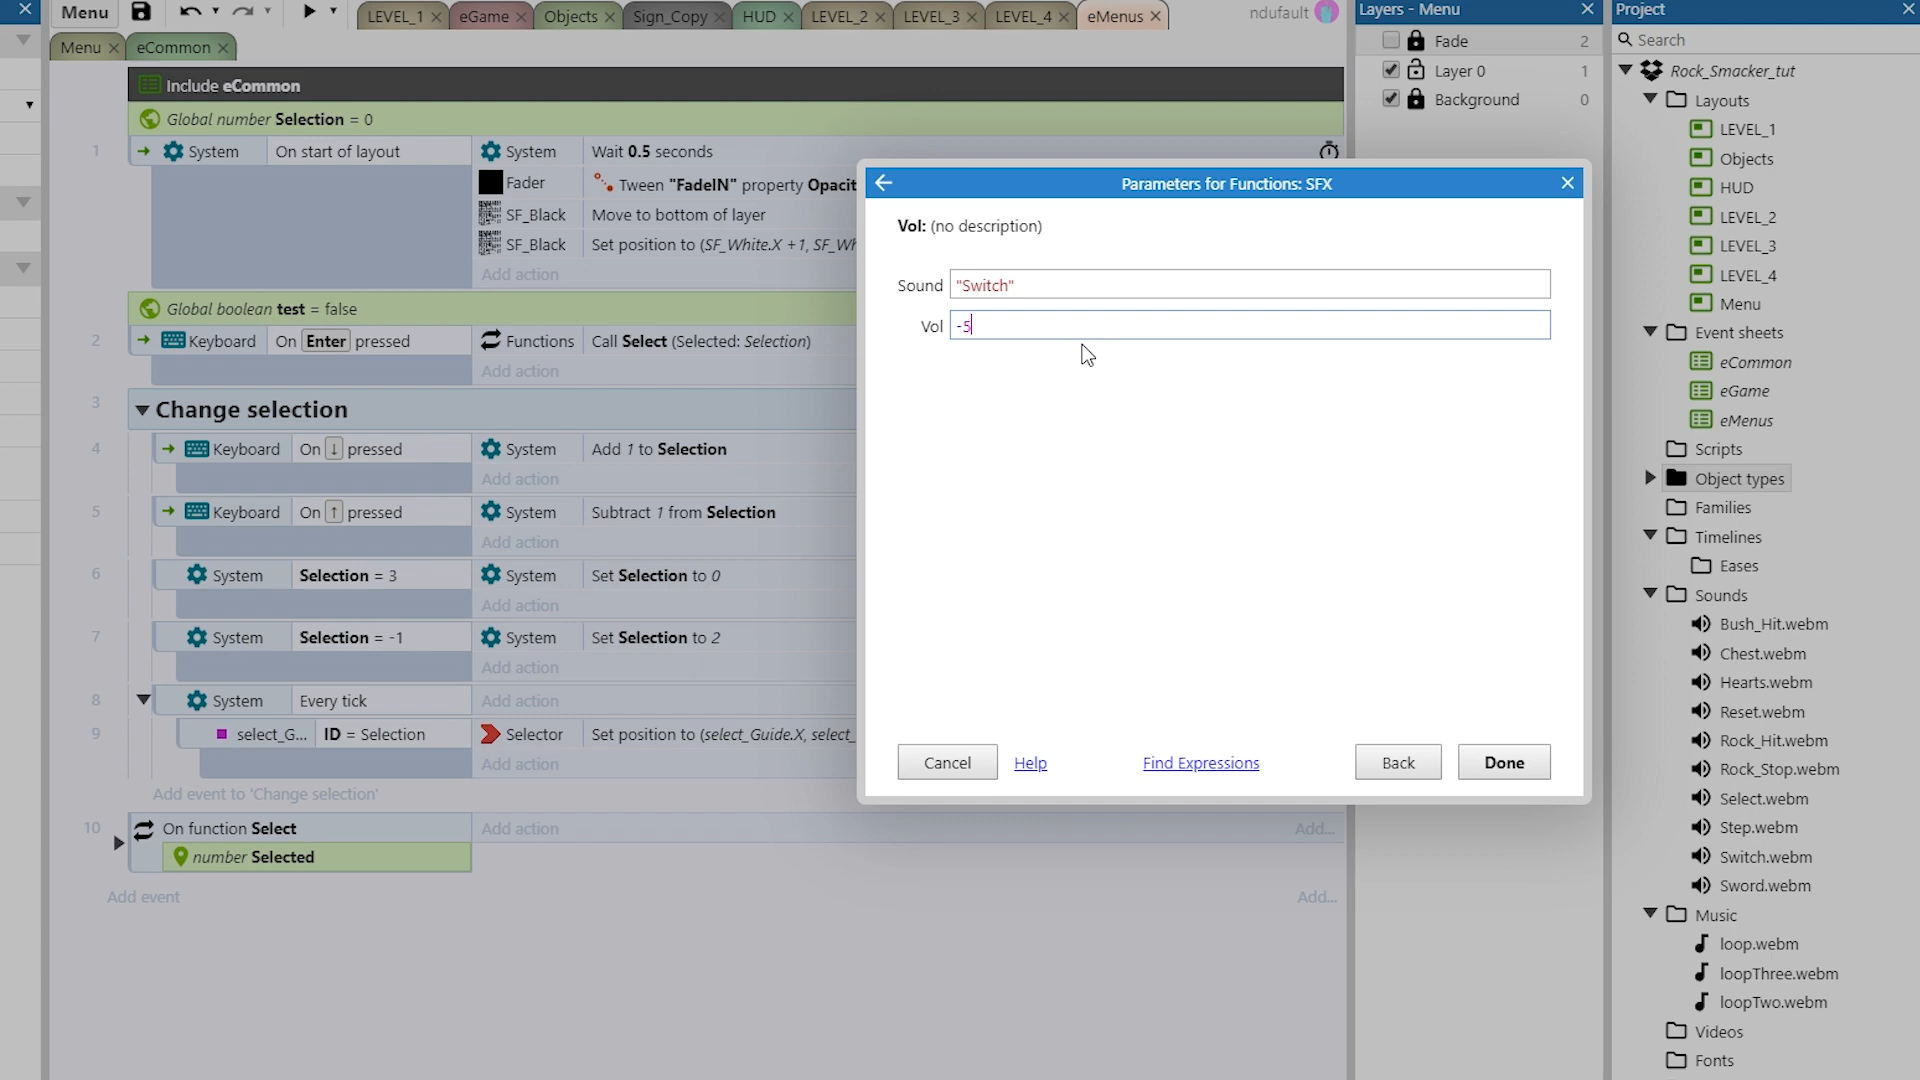 Menu
LEVEL_1
eGame
Objects
Sign_Copy
HUD
LEVEL_2
LEVEL_3
LEVEL_4
eMenus
ndufault
Menu
eCommon
Include eCommon
Global number Selection = 0
1
System
On start of layout
System
Wait 0.5 seconds
Fader
Tween "FadeIN" property Opacit
SF_Black
Move to bottom of layer
SF_Black
Set position to (SF_White.X +1, SF_Wh
Add action
Global boolean test = false
2
Keyboard
On Enter pressed
Functions
Call Select (Selected: Selection)
Add action
3
Change selection
4
Keyboard
On ↓ pressed
System
Add 1 to Selection
Add action
5
Keyboard
On ↑ pressed
System
Subtract 1 from Selection
Add action
6
System
Selection = 3
System
Set Selection to 0
Add action
7
System
Selection = -1
System
Set Selection to 2
Add action
8
System
Every tick
Add action
9
select_G...
ID = Selection
Selector
Set position to (select_Guide.X, select_
Add action
Add event to 'Change selection'
10
On function Select
Add action
Add...
number Selected
Add event
Add...
Parameters for Functions: SFX
Vol: (no description)
Sound
"Switch"
Vol
-5
Cancel
Help
Find Expressions
Back
Done
Layers - Menu
Fade
2
Layer 0
1
Background
0
Project
Search
Rock_Smacker_tut
Layouts
LEVEL_1
Objects
HUD
LEVEL_2
LEVEL_3
LEVEL_4
Menu
Event sheets
eCommon
eGame
eMenus
Scripts
Object types
Families
Timelines
Eases
Sounds
Bush_Hit.webm
Chest.webm
Hearts.webm
Reset.webm
Rock_Hit.webm
Rock_Stop.webm
Select.webm
Step.webm
Switch.webm
Sword.webm
Music
loop.webm
loopThree.webm
loopTwo.webm
Videos
Fonts